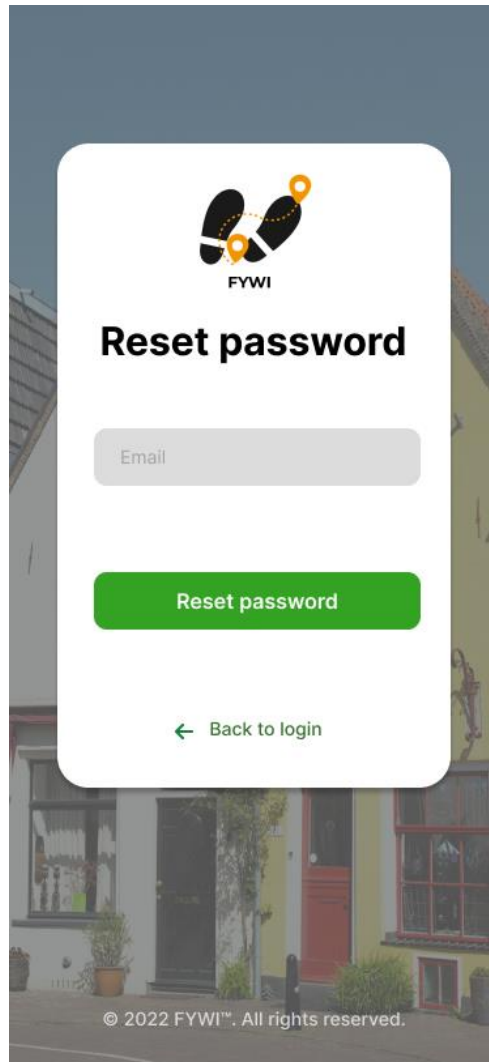 FYWI
Reset password
Email
Reset password
← Back to login
© 2022 FYWI™. All rights reserved.